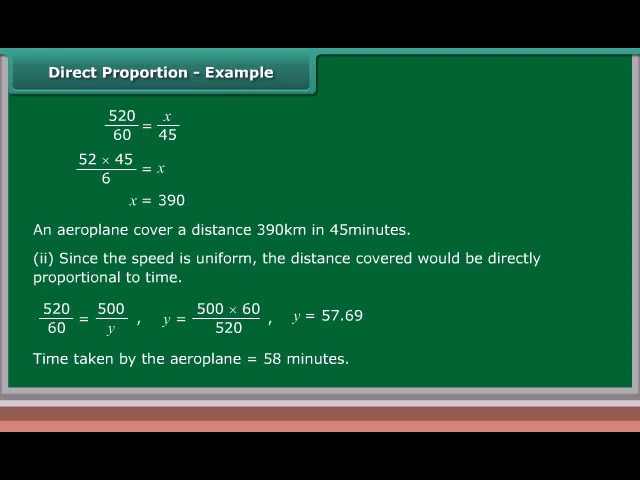 Direct Proportion - Example
520/60 = x/45
52 × 45/6 = x
x = 390
An aeroplane cover a distance 390km in 45minutes.
(ii) Since the speed is uniform, the distance covered would be directly
proportional to time.
520/60 = 500/y , y = 500 × 60/520 , y = 57.69
Time taken by the aeroplane = 58 minutes.